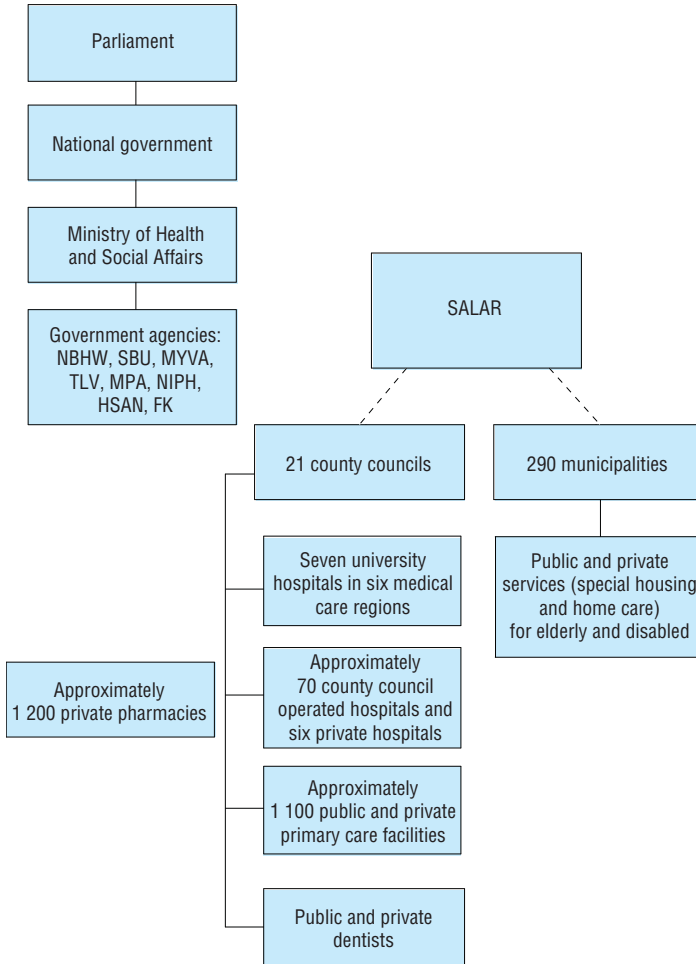 Parliament
National government
Ministry of Health
and Social Affairs
Government agencies:
NBHW, SBU, MYVA,
TLV, MPA, NIPH,
HSAN, FK
SALAR
21 county councils
290 municipalities
Seven university
hospitals in six medical
care regions
Public and private
services (special housing
and home care)
for elderly and disabled
Approximately
1 200 private pharmacies
Approximately
70 county council
operated hospitals and
six private hospitals
Approximately
1 100 public and private
primary care facilities
Public and private
dentists